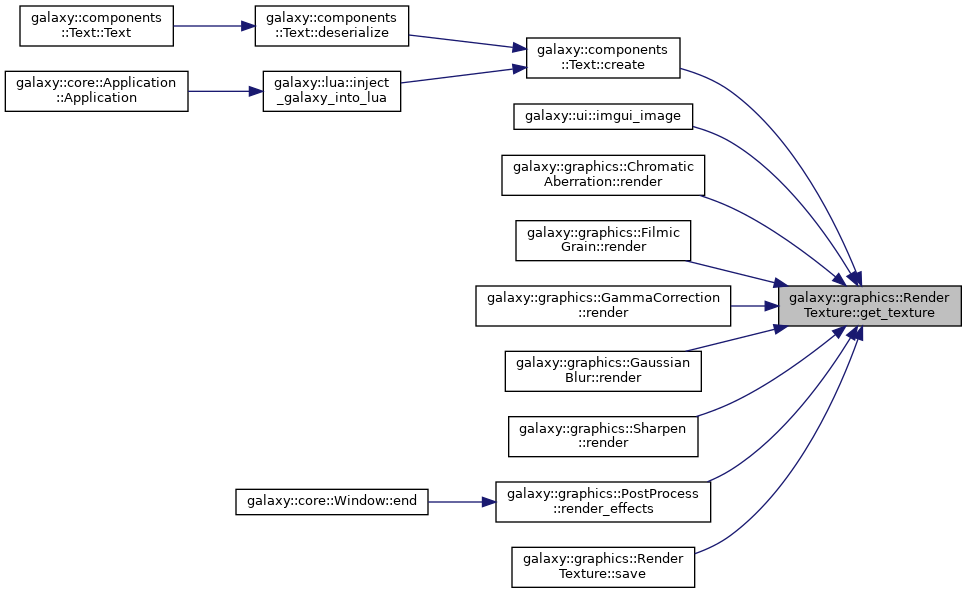 galaxy::components
::Text::Text
galaxy::components
::Text::deserialize
galaxy::components
::Text::create
galaxy::core::Application
::Application
galaxy::lua::inject
_galaxy_into_lua
galaxy::ui::imgui_image
galaxy::graphics::Chromatic
Aberration::render
galaxy::graphics::Filmic
Grain::render
galaxy::graphics::GammaCorrection
::render
galaxy::graphics::Render
Texture::get_texture
galaxy::graphics::Gaussian
Blur::render
galaxy::graphics::Sharpen
::render
galaxy::core::Window::end
galaxy::graphics::PostProcess
::render_effects
galaxy::graphics::Render
Texture::save